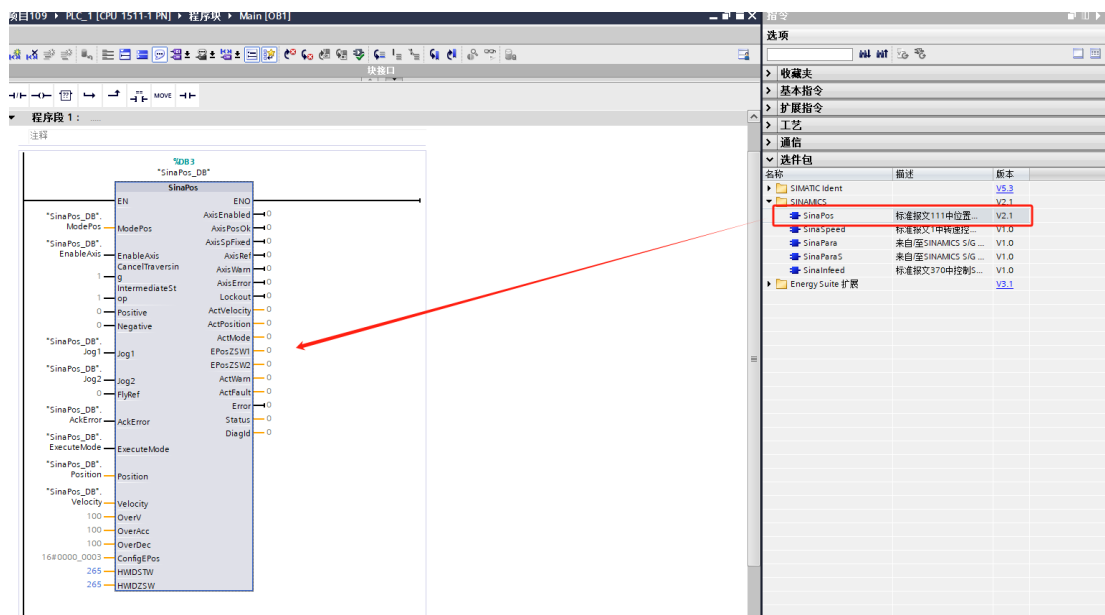 项目109 ▸ PLC_1 [CPU 1511-1 PN] ▸ 程序块 ▸ Main [OB1]
块接口
MOVE
程序段 1： ......
注释
%DB3
"SinaPos_DB"
SinaPos
EN ENO
AxisEnabled 0
"SinaPos_DB".
ModePos ModePos AxisPosOk 0
AxisSpFixed 0
"SinaPos_DB".
EnableAxis EnableAxis AxisRef 0
CancelTraversin
1 g AxisWarn 0
AxisError 0
IntermediateSt
1 op Lockout 0
0 Positive ActVelocity 0
0 Negative ActPosition 0
ActMode 0
"SinaPos_DB".
Jog1 Jog1 EPosZSW1 0
EPosZSW2 0
"SinaPos_DB".
Jog2 Jog2 ActWarn 0
0 FlyRef ActFault 0
Error 0
"SinaPos_DB".
AckError AckError Status 0
DiagId 0
"SinaPos_DB".
ExecuteMode ExecuteMode
"SinaPos_DB".
Position Position
"SinaPos_DB".
Velocity Velocity
100 OverV
100 OverAcc
100 OverDec
16#0000_0003 ConfigEPos
265 HWIDSTW
265 HWIDZSW
指令
选项
收藏夹
基本指令
扩展指令
工艺
通信
选件包
名称 描述 版本
SIMATIC Ident V5.3
SINAMICS V2.1
SinaPos 标准报文111中位置... V2.1
SinaSpeed 标准报文1中转速控... V1.0
SinaPara 来自/至SINAMICS S/G ... V1.0
SinaParaS 来自/至SINAMICS S/G ... V1.0
SinaInfeed 标准报文370中控制S... V1.0
Energy Suite 扩展 V3.1